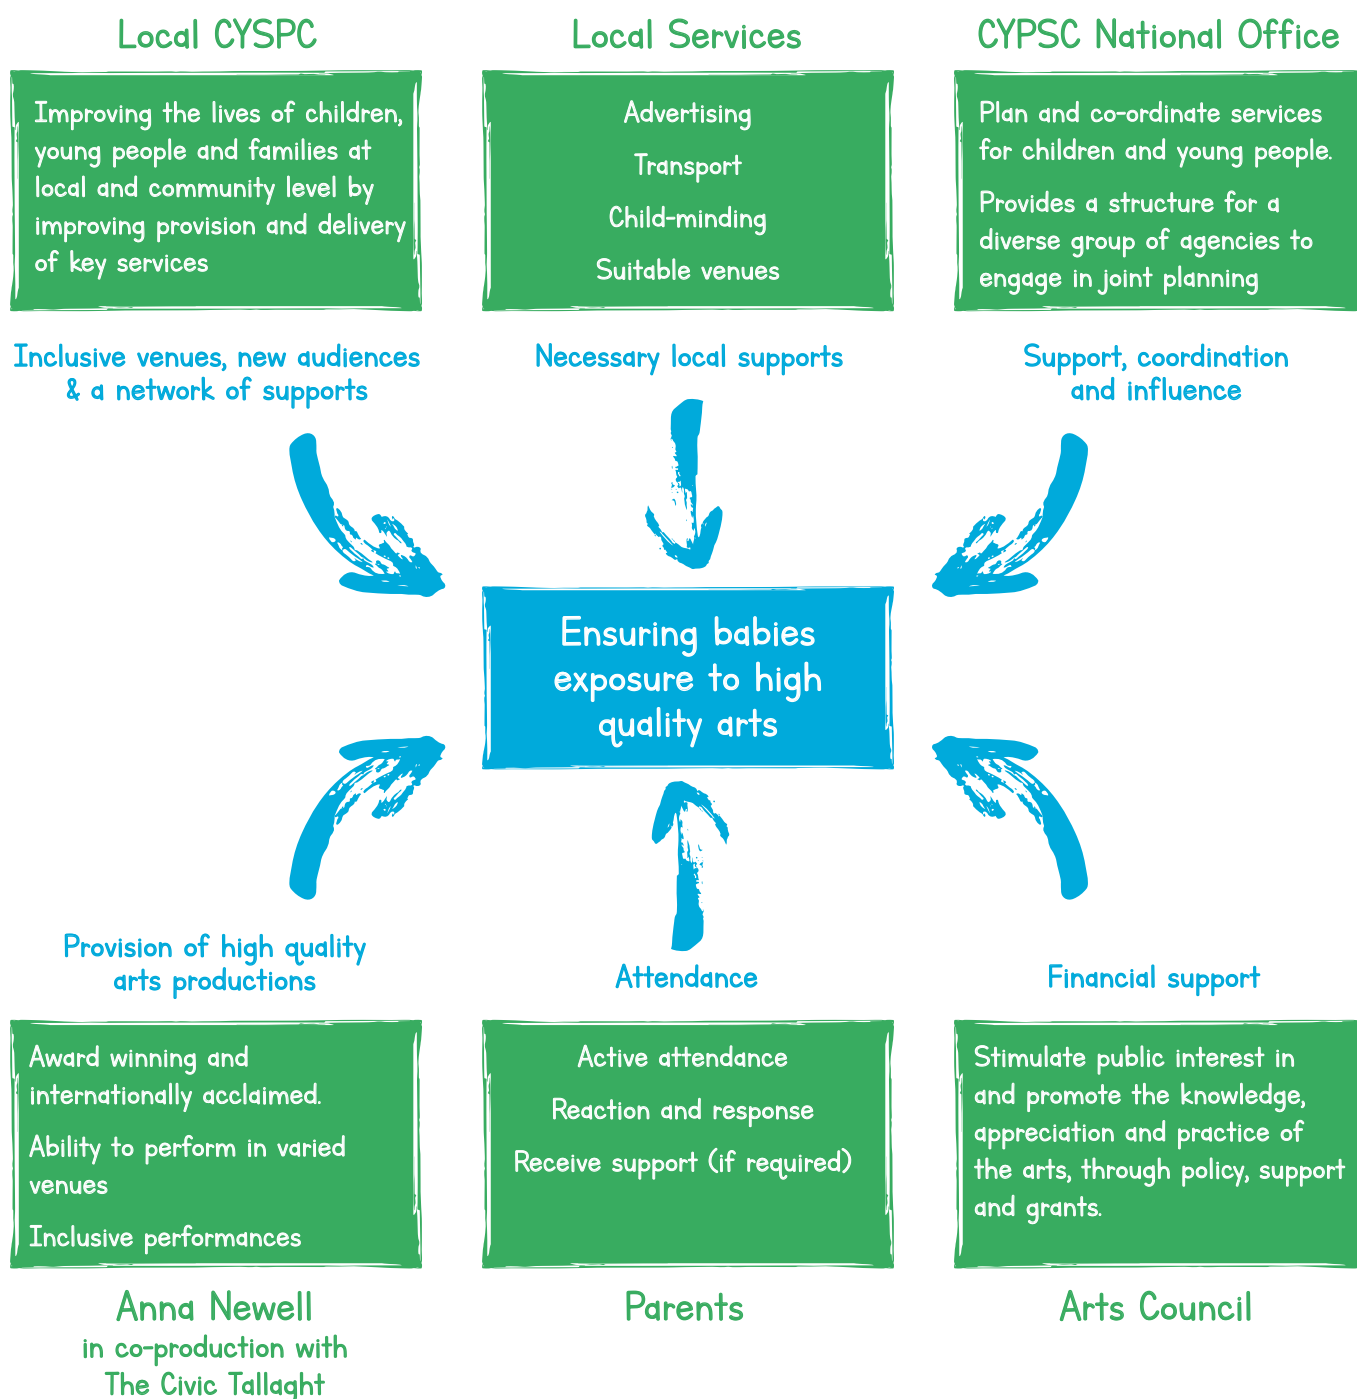 Local CYSPC
Improving the lives of children,
young people and families at
local and community level by
improving provision and delivery
of key services
Inclusive venues, new audiences
& a network of supports
Local Services
Advertising
Transport
Child-minding
Suitable venues
Necessary local supports
CYPSC National Office
Plan and co-ordinate services
for children and young people.
Provides a structure for a
diverse group of agencies to
engage in joint planning
Support, coordination
and influence
Ensuring babies
exposure to high
quality arts
Provision of high quality
arts productions
Award winning and
internationally acclaimed.
Ability to perform in varied
venues
Inclusive performances
Anna Newell
in co-production with
The Civic Tallaght
Attendance
Active attendance
Reaction and response
Receive support (if required)
Parents
Financial support
Stimulate public interest in
and promote the knowledge,
appreciation and practice of
the arts, through policy, support
and grants.
Arts Council